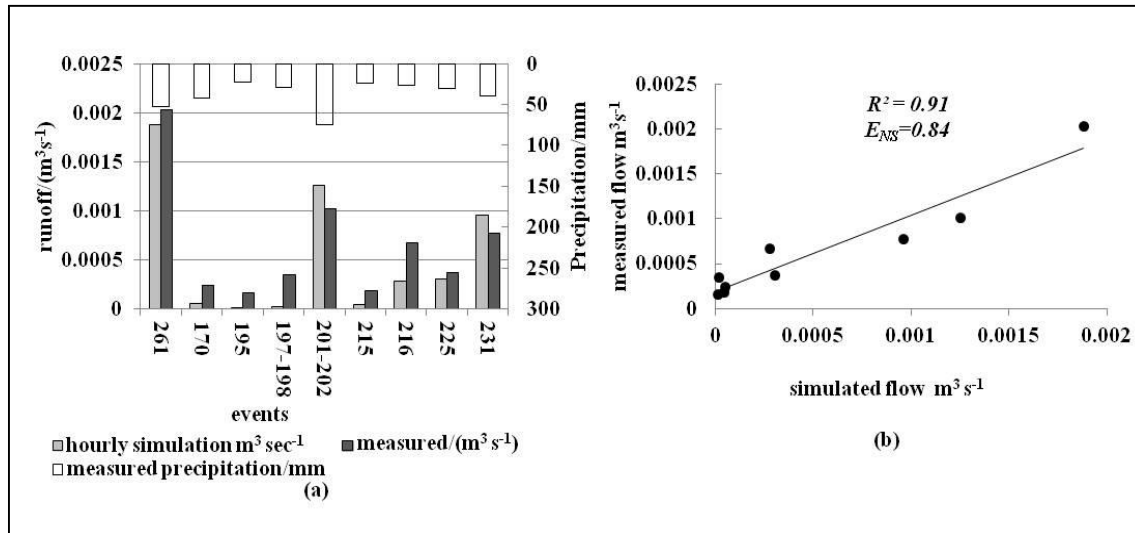 0.0025
0.002
0.0015
0.001
0.0005
0
runoff/(m³s⁻¹)
0
50
100
150
200
250
300
Precipitation/mm
261
170
195
197-198
201-202
215
216
225
231
events
hourly simulation m³ sec⁻¹
measured/(m³ s⁻¹)
measured precipitation/mm
(a)
0.0025
0.002
0.0015
0.001
0.0005
0
measured flow m³s⁻¹
R² = 0.91
E_NS=0.84
0
0.0005
0.001
0.0015
0.002
simulated flow m³ s⁻¹
(b)